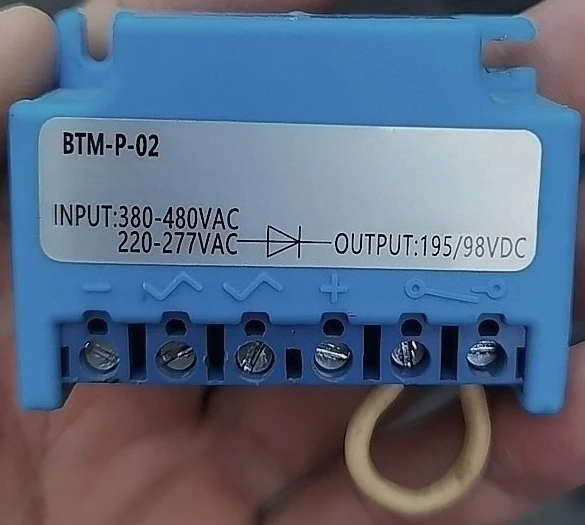 BTM-P-02
INPUT:380-480VAC
220-277VAC OUTPUT:195/98VDC
- +